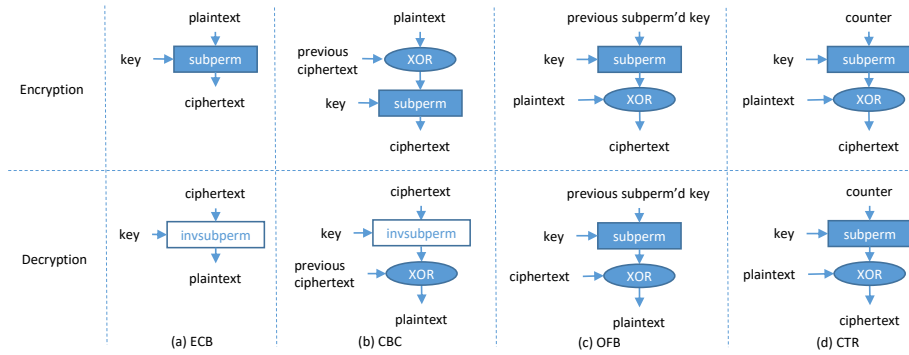 Encryption
plaintext
key
subperm
ciphertext
plaintext
previous
ciphertext
XOR
key
subperm
ciphertext
previous subperm’d key
key
subperm
plaintext
XOR
ciphertext
counter
key
subperm
plaintext
XOR
ciphertext
Decryption
ciphertext
key
invsubperm
plaintext
ciphertext
key
invsubperm
previous
ciphertext
XOR
plaintext
previous subperm’d key
key
subperm
ciphertext
XOR
plaintext
counter
key
subperm
plaintext
XOR
ciphertext
(a) ECB
(b) CBC
(c) OFB
(d) CTR